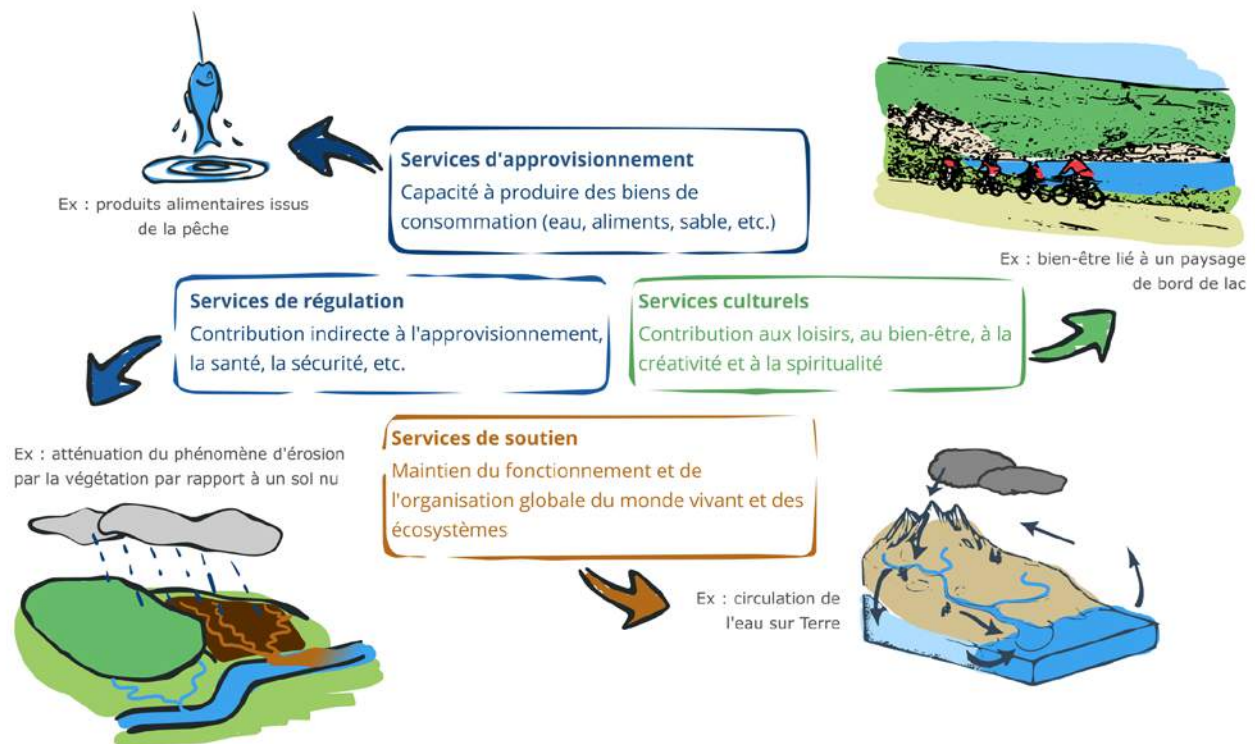 Services d'approvisionnement
Capacité à produire des biens de
consommation (eau, aliments, sable, etc.)
Ex : produits alimentaires issus
de la pêche
Ex : bien-être lié à un paysage
de bord de lac
Services de régulation
Contribution indirecte à l'approvisionnement,
la santé, la sécurité, etc.
Services culturels
Contribution aux loisirs, au bien-être, à la
créativité et à la spiritualité
Ex : atténuation du phénomène d'érosion
par la végétation par rapport à un sol nu
Services de soutien
Maintien du fonctionnement et de
l'organisation globale du monde vivant et des
écosystèmes
Ex : circulation de
l'eau sur Terre